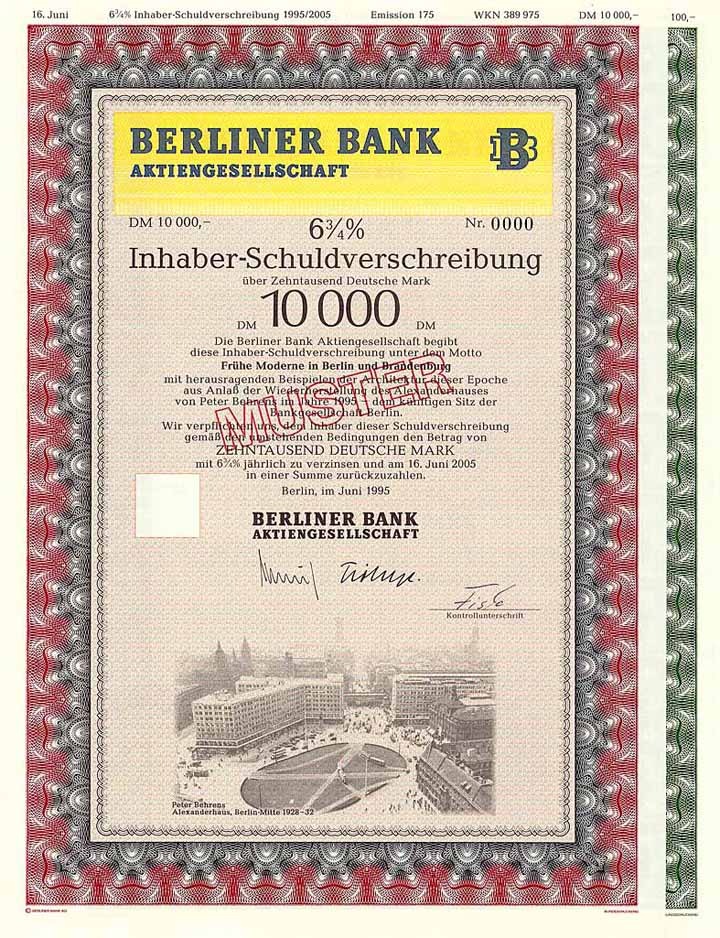 16. Juni 6¾% Inhaber-Schuldverschreibung 1995/2005 Emission 175 WKN 389 975 DM 10 000,– 100,–
BERLINER BANK
AKTIENGESELLSCHAFT
BB
DM 10 000,– 6¾% Nr. 0000
Inhaber-Schuldverschreibung
über Zehntausend Deutsche Mark
DM 10 000 DM
Die Berliner Bank Aktiengesellschaft begibt
diese Inhaber-Schuldverschreibung unter dem Motto
Frühe Moderne in Berlin und Brandenburg
mit herausragenden Beispielen der Architektur dieser Epoche
aus Anlaß der Wiederherstellung des Alexanderhauses
von Peter Behrens im Jahre 1995 – dem künftigen Sitz der
Bankgesellschaft Berlin.
MUSTER
Wir verpflichten uns, dem Inhaber dieser Schuldverschreibung
gemäß den umstehenden Bedingungen den Betrag von
ZEHNTAUSEND DEUTSCHE MARK
mit 6¾% jährlich zu verzinsen und am 16. Juni 2005
in einer Summe zurückzuzahlen.
Berlin, im Juni 1995
BERLINER BANK
AKTIENGESELLSCHAFT
Kontrollunterschrift
Peter Behrens
Alexanderhaus, Berlin-Mitte 1928–32
© BERLINER BANK AG BUNDESDRUCKEREI